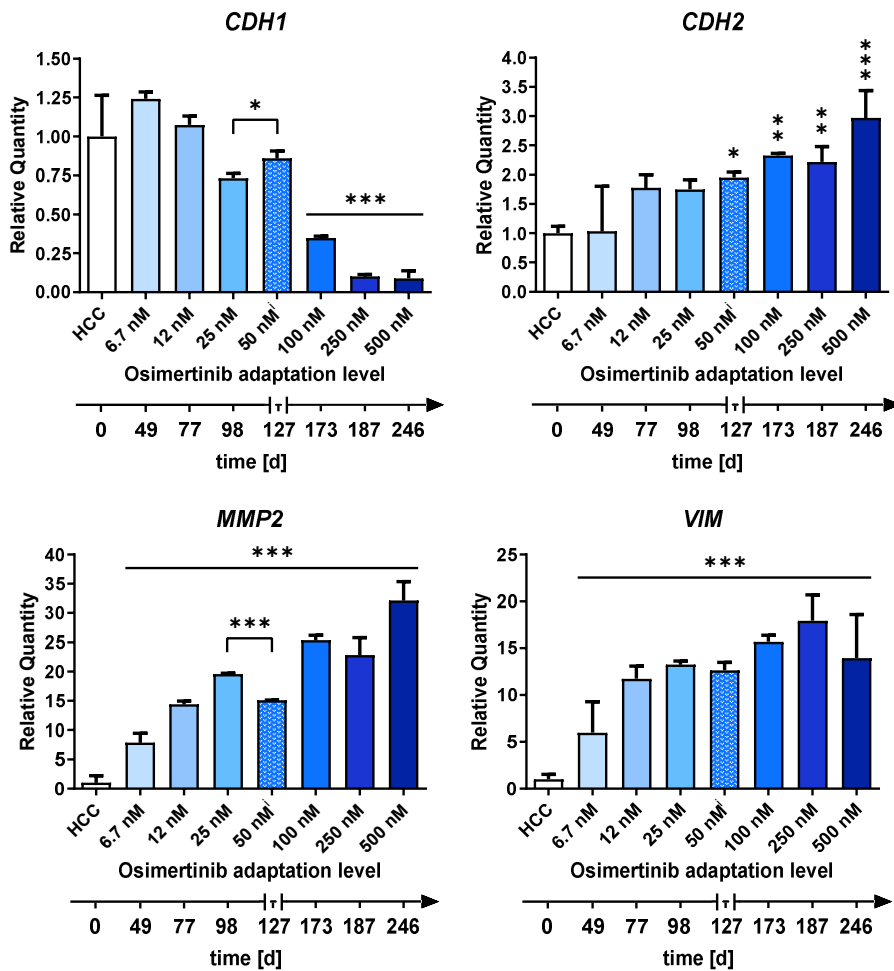 CDH1
1.50
1.25
1.00
0.75
0.50
0.25
0.00
Relative Quantity
*
***
HCC
6.7 nM
12 nM
25 nM
50 nMⁱ
100 nM
250 nM
500 nM
Osimertinib adaptation level
T
0 49 77 98 127 173 187 246
time [d]
CDH2
4.0
3.5
3.0
2.5
2.0
1.5
1.0
0.5
0.0
Relative Quantity
*
**
**
***
HCC
6.7 nM
12 nM
25 nM
50 nMⁱ
100 nM
250 nM
500 nM
Osimertinib adaptation level
T
0 49 77 98 127 173 187 246
time [d]
MMP2
40
35
30
25
20
15
10
5
0
Relative Quantity
***
***
HCC
6.7 nM
12 nM
25 nM
50 nMⁱ
100 nM
250 nM
500 nM
Osimertinib adaptation level
T
0 49 77 98 127 173 187 246
time [d]
VIM
25
20
15
10
5
0
Relative Quantity
***
HCC
6.7 nM
12 nM
25 nM
50 nMⁱ
100 nM
250 nM
500 nM
Osimertinib adaptation level
T
0 49 77 98 127 173 187 246
time [d]